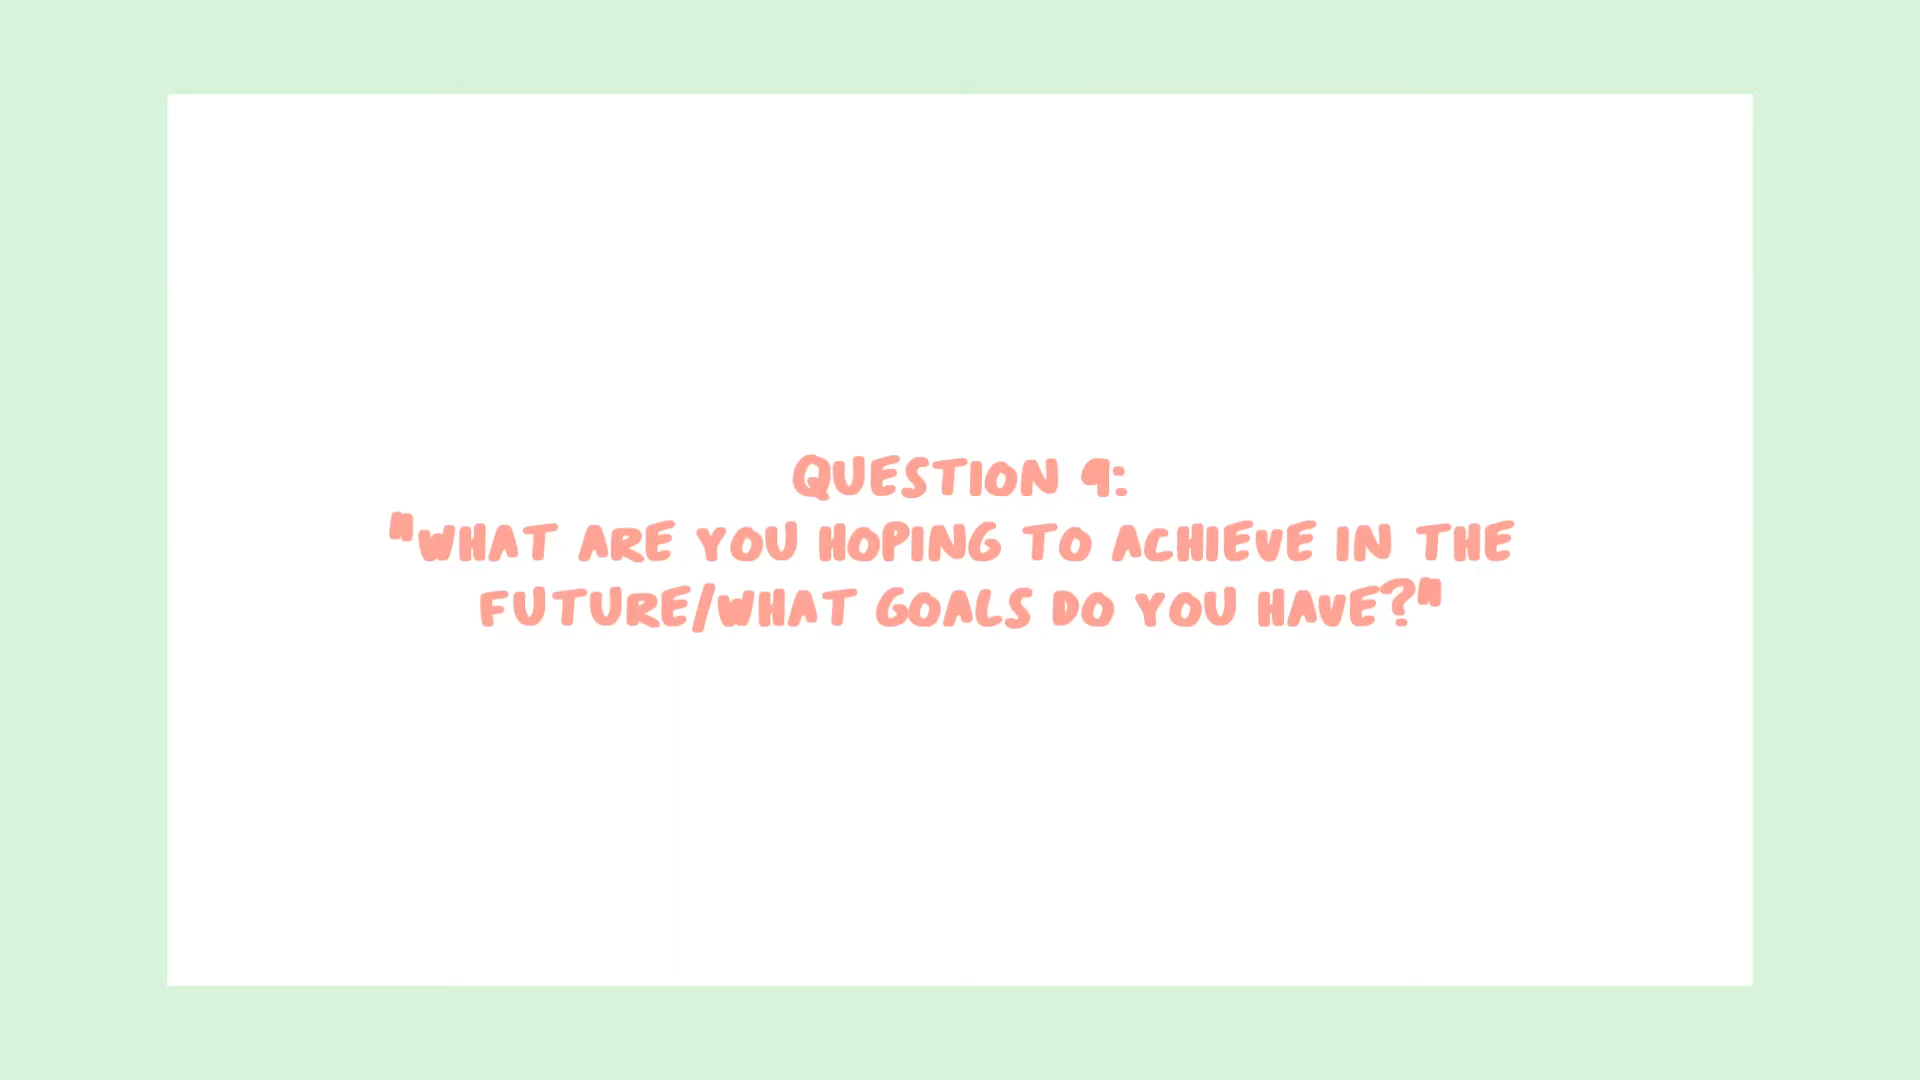 QUESTION 9:
"WHAT ARE YOU HOPING TO ACHIEVE IN THE
FUTURE/WHAT GOALS DO YOU HAVE?"